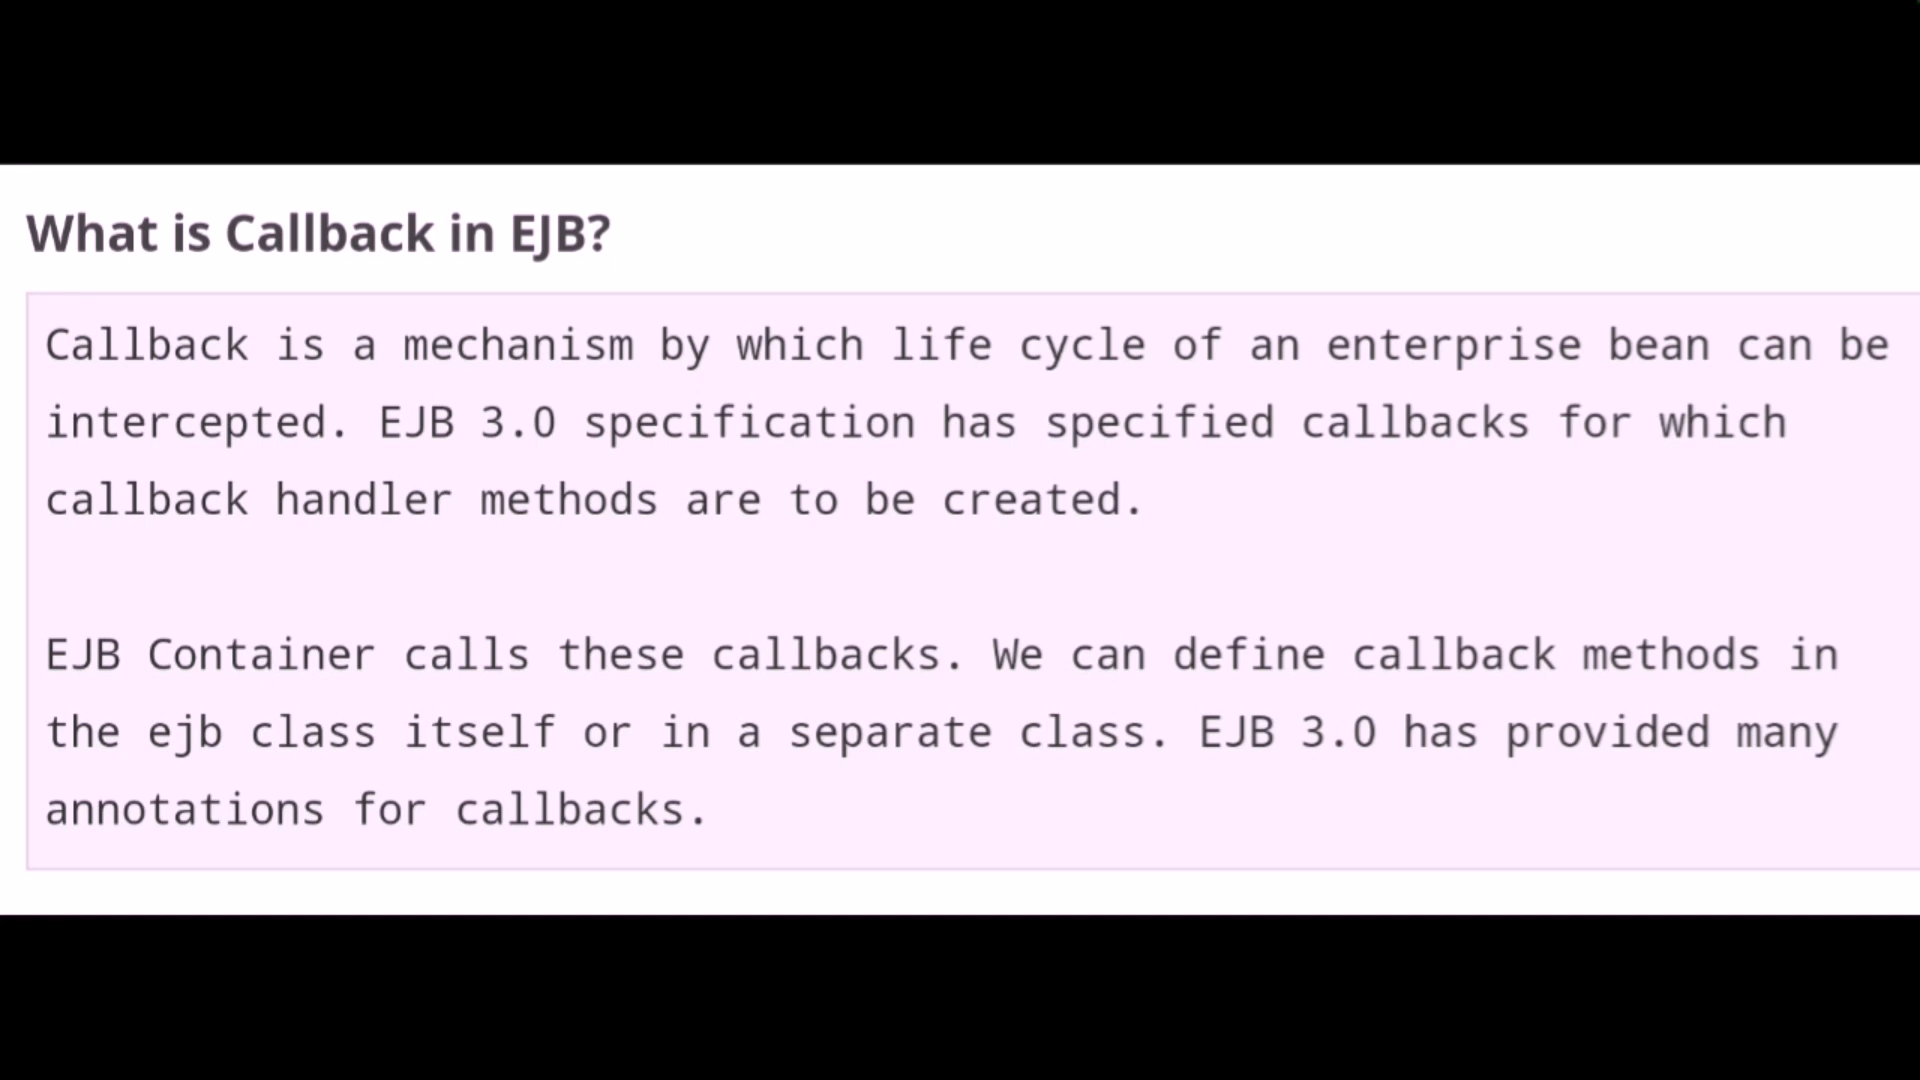 What is Callback in EJB?
Callback is a mechanism by which life cycle of an enterprise bean can be
intercepted. EJB 3.0 specification has specified callbacks for which
callback handler methods are to be created.
EJB Container calls these callbacks. We can define callback methods in
the ejb class itself or in a separate class. EJB 3.0 has provided many
annotations for callbacks.